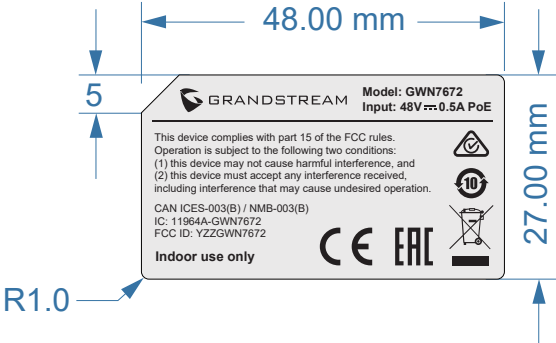 48.00 mm
5
GRANDSTREAM
Model: GWN7672
Input: 48V⎓0.5A PoE
This device complies with part 15 of the FCC rules.
Operation is subject to the following two conditions:
(1) this device may not cause harmful interference, and
(2) this device must accept any interference received,
including interference that may cause undesired operation.
10
CAN ICES-003(B) / NMB-003(B)
IC: 11964A-GWN7672
FCC ID: YZZGWN7672
Indoor use only
CE EAC
27.00 mm
R1.0